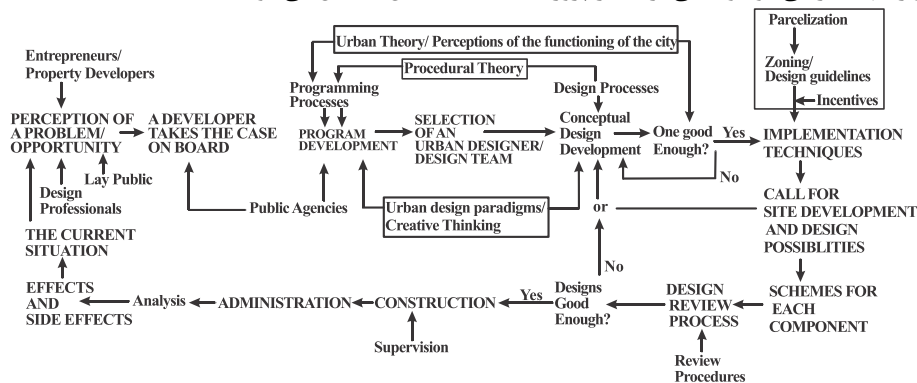 Urban Theory/ Perceptions of the functioning of the city
Parcelization
Zoning/
Design guidelines
Incentives
Entrepreneurs/
Property Developers
Procedural Theory
Programming
Processes
Design Processes
PERCEPTION OF
A PROBLEM/
OPPORTUNITY
A DEVELOPER
TAKES THE CASE
ON BOARD
PROGRAM
DEVELOPMENT
SELECTION
OF AN
URBAN DESIGNER/
DESIGN TEAM
Conceptual
Design
Development
One good
Enough?
Yes
No
IMPLEMENTATION
TECHNIQUES
Lay Public
Design
Professionals
Public Agencies
Urban design paradigms/
Creative Thinking
or
CALL FOR
SITE DEVELOPMENT
AND DESIGN
POSSIBLITIES
THE CURRENT
SITUATION
No
EFFECTS
AND
SIDE EFFECTS
Analysis
ADMINISTRATION
CONSTRUCTION
Yes
Designs
Good
Enough?
DESIGN
REVIEW
PROCESS
SCHEMES FOR
EACH
COMPONENT
Supervision
Review
Procedures